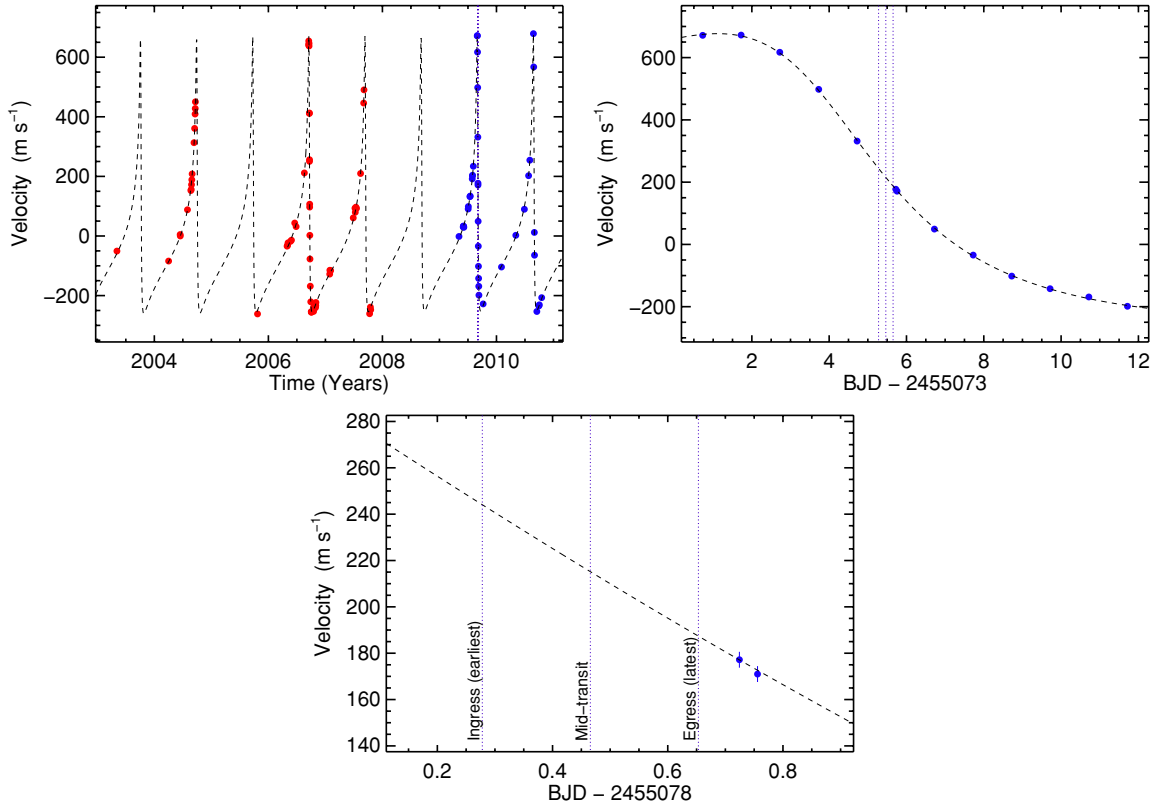 600
400
200
0
−200
Velocity (m s⁻¹)
2004 2006 2008 2010
Time (Years)
600
400
200
0
−200
Velocity (m s⁻¹)
2 4 6 8 10 12
BJD − 2455073
280
260
240
220
200
180
160
140
Velocity (m s⁻¹)
Ingress (earliest)
Mid−transit
Egress (latest)
0.2 0.4 0.6 0.8
BJD − 2455078